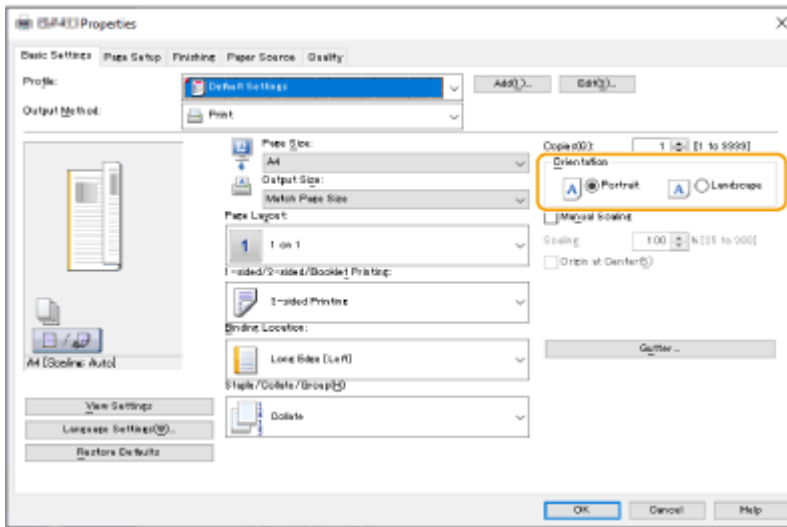 Properties
Basic Settings Page Setup Finishing Paper Source Quality
Profile: Default Settings Add(1)... Edit(2)...
Output Method: Print
Page Size: Copies(G): 1 [1 to 9999]
A4 Orientation
Output Size: A Portrait A Landscape
Match Page Size
Page Layout: Manual Scaling
1 1 on 1 Scaling: 100 % [25 to 200]
1-sided/2-sided/Booklet Printing: Origin at Center(5)
2-sided Printing
Binding Location:
Long Edge [Left] Gutter...
A4 [Scaling: Auto]
Staple/Collate/Group(H)
View Settings Collate
Language Settings(W)...
Restore Defaults
OK Cancel Help